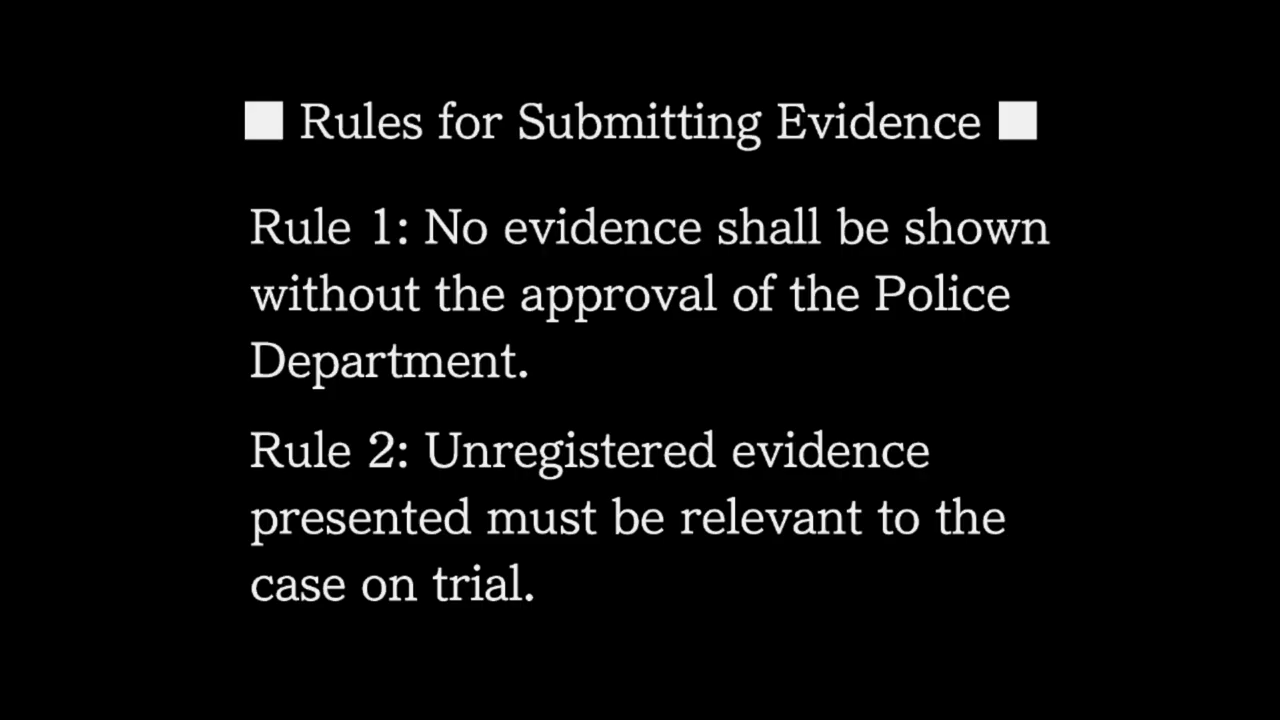 ■ Rules for Submitting Evidence ■
Rule 1: No evidence shall be shown
without the approval of the Police
Department.
Rule 2: Unregistered evidence
presented must be relevant to the
case on trial.